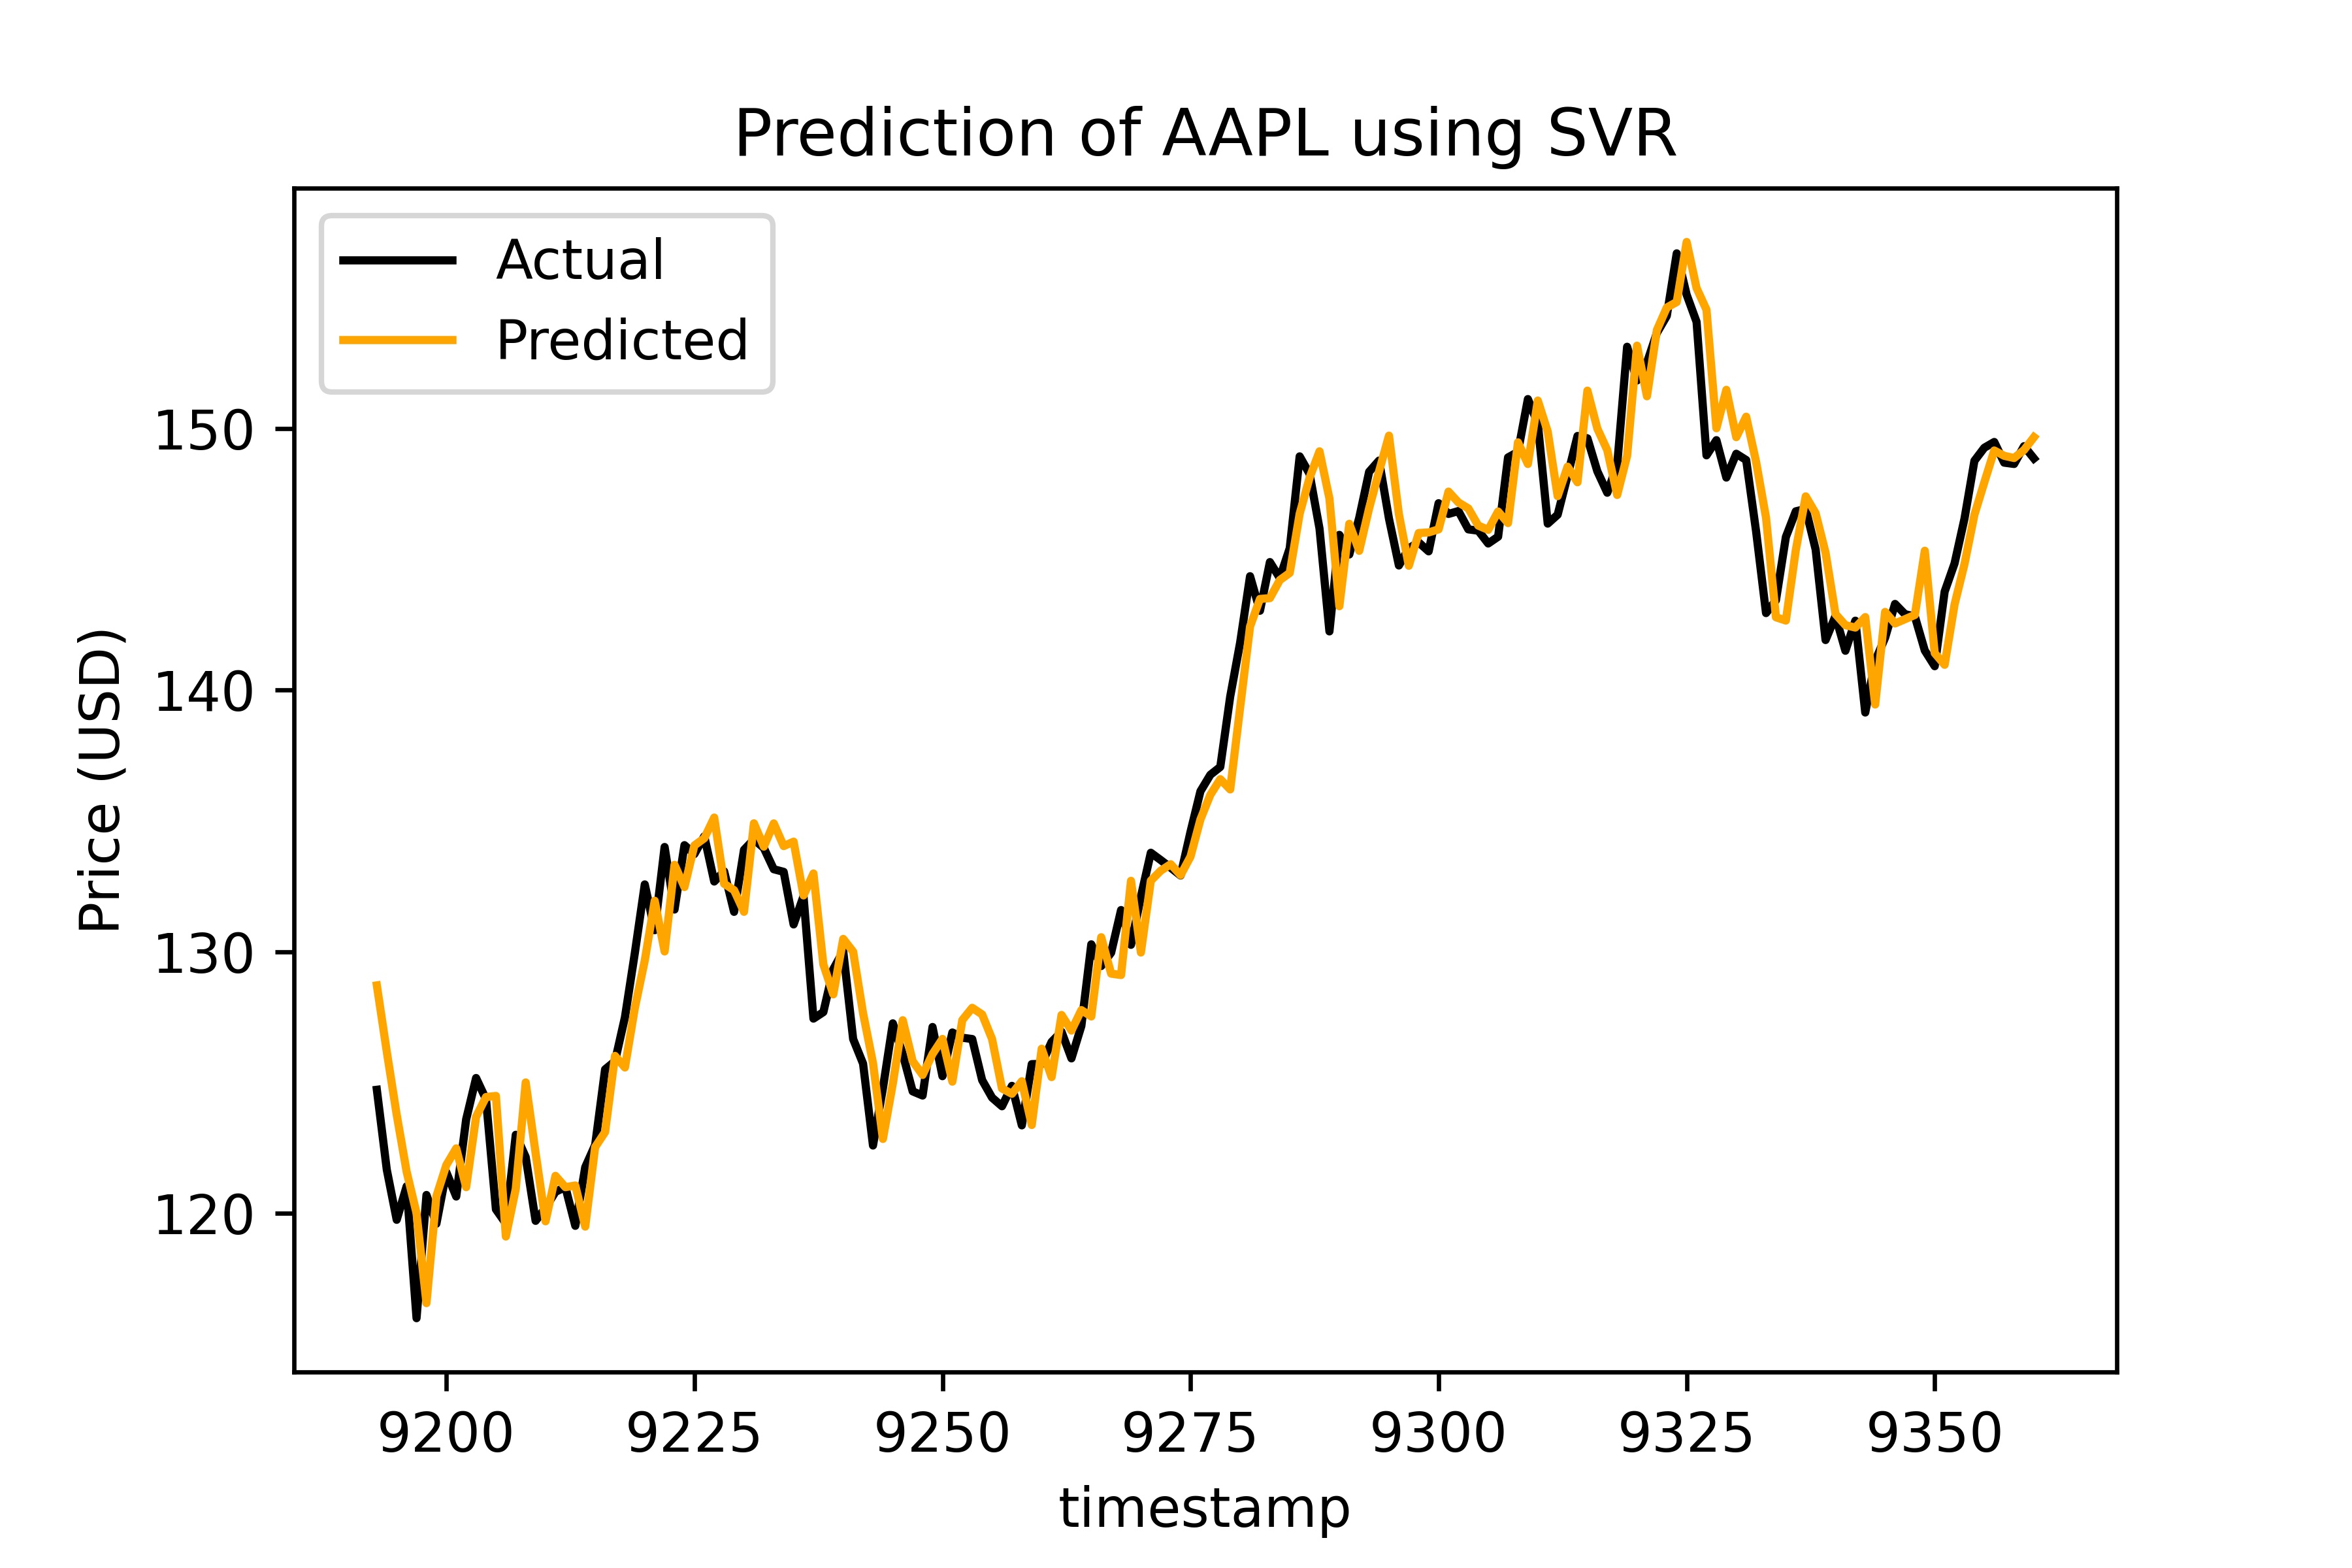 Prediction of AAPL using SVR
Actual
Predicted
Price (USD)
150
140
130
120
9200 9225 9250 9275 9300 9325 9350
timestamp